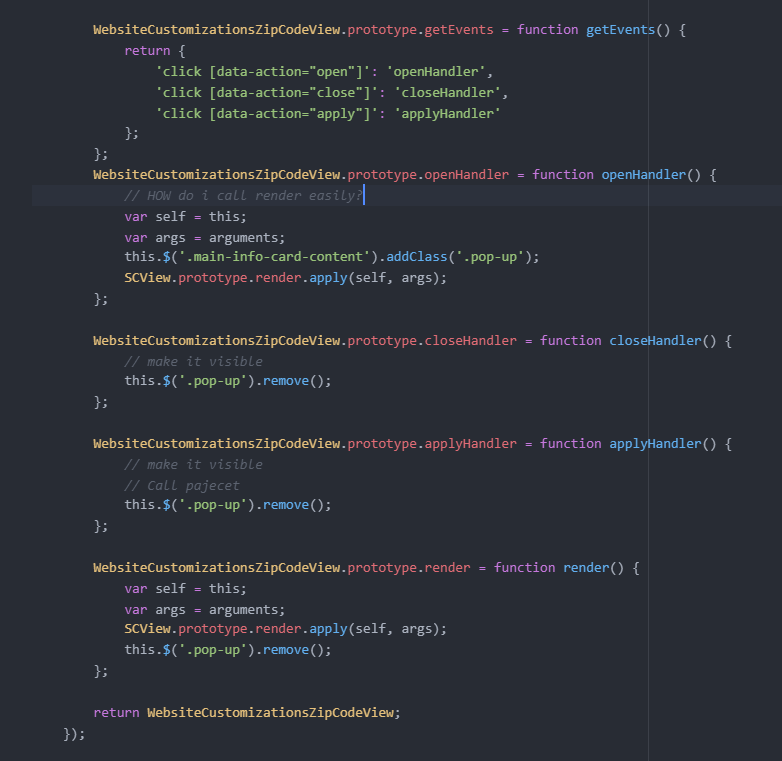 WebsiteCustomizationsZipCodeView.prototype.getEvents = function getEvents() {
return {
'click [data-action="open"]': 'openHandler',
'click [data-action="close"]': 'closeHandler',
'click [data-action="apply"]': 'applyHandler'
};
};
WebsiteCustomizationsZipCodeView.prototype.openHandler = function openHandler() {
// HOW do i call render easily?
var self = this;
var args = arguments;
this.$('.main-info-card-content').addClass('.pop-up');
SCView.prototype.render.apply(self, args);
};
WebsiteCustomizationsZipCodeView.prototype.closeHandler = function closeHandler() {
// make it visible
this.$('.pop-up').remove();
};
WebsiteCustomizationsZipCodeView.prototype.applyHandler = function applyHandler() {
// make it visible
// Call pajecet
this.$('.pop-up').remove();
};
WebsiteCustomizationsZipCodeView.prototype.render = function render() {
var self = this;
var args = arguments;
SCView.prototype.render.apply(self, args);
this.$('.pop-up').remove();
};
return WebsiteCustomizationsZipCodeView;
});